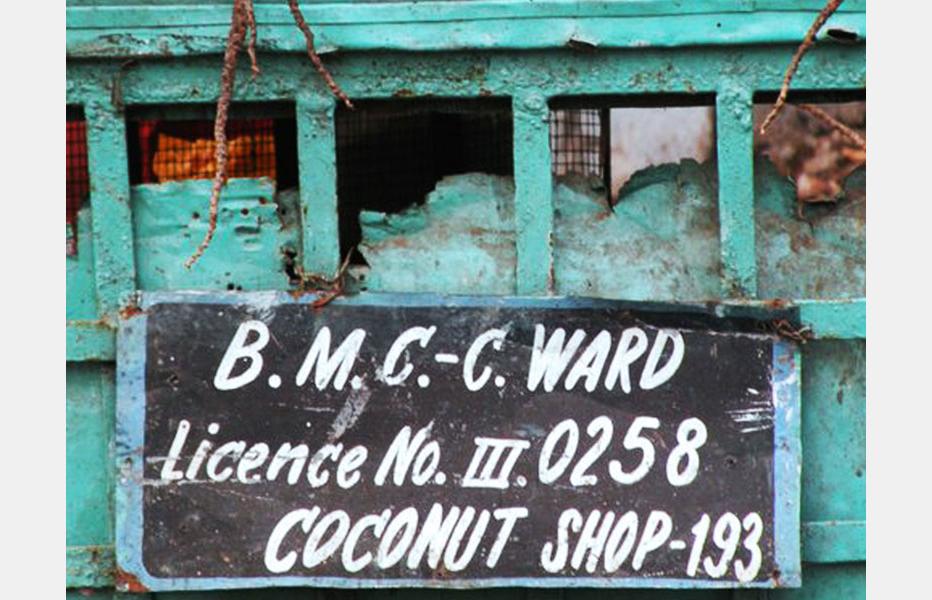 B. M. C.-C. WARD
Licence No. III. 0258
COCONUT SHOP-193